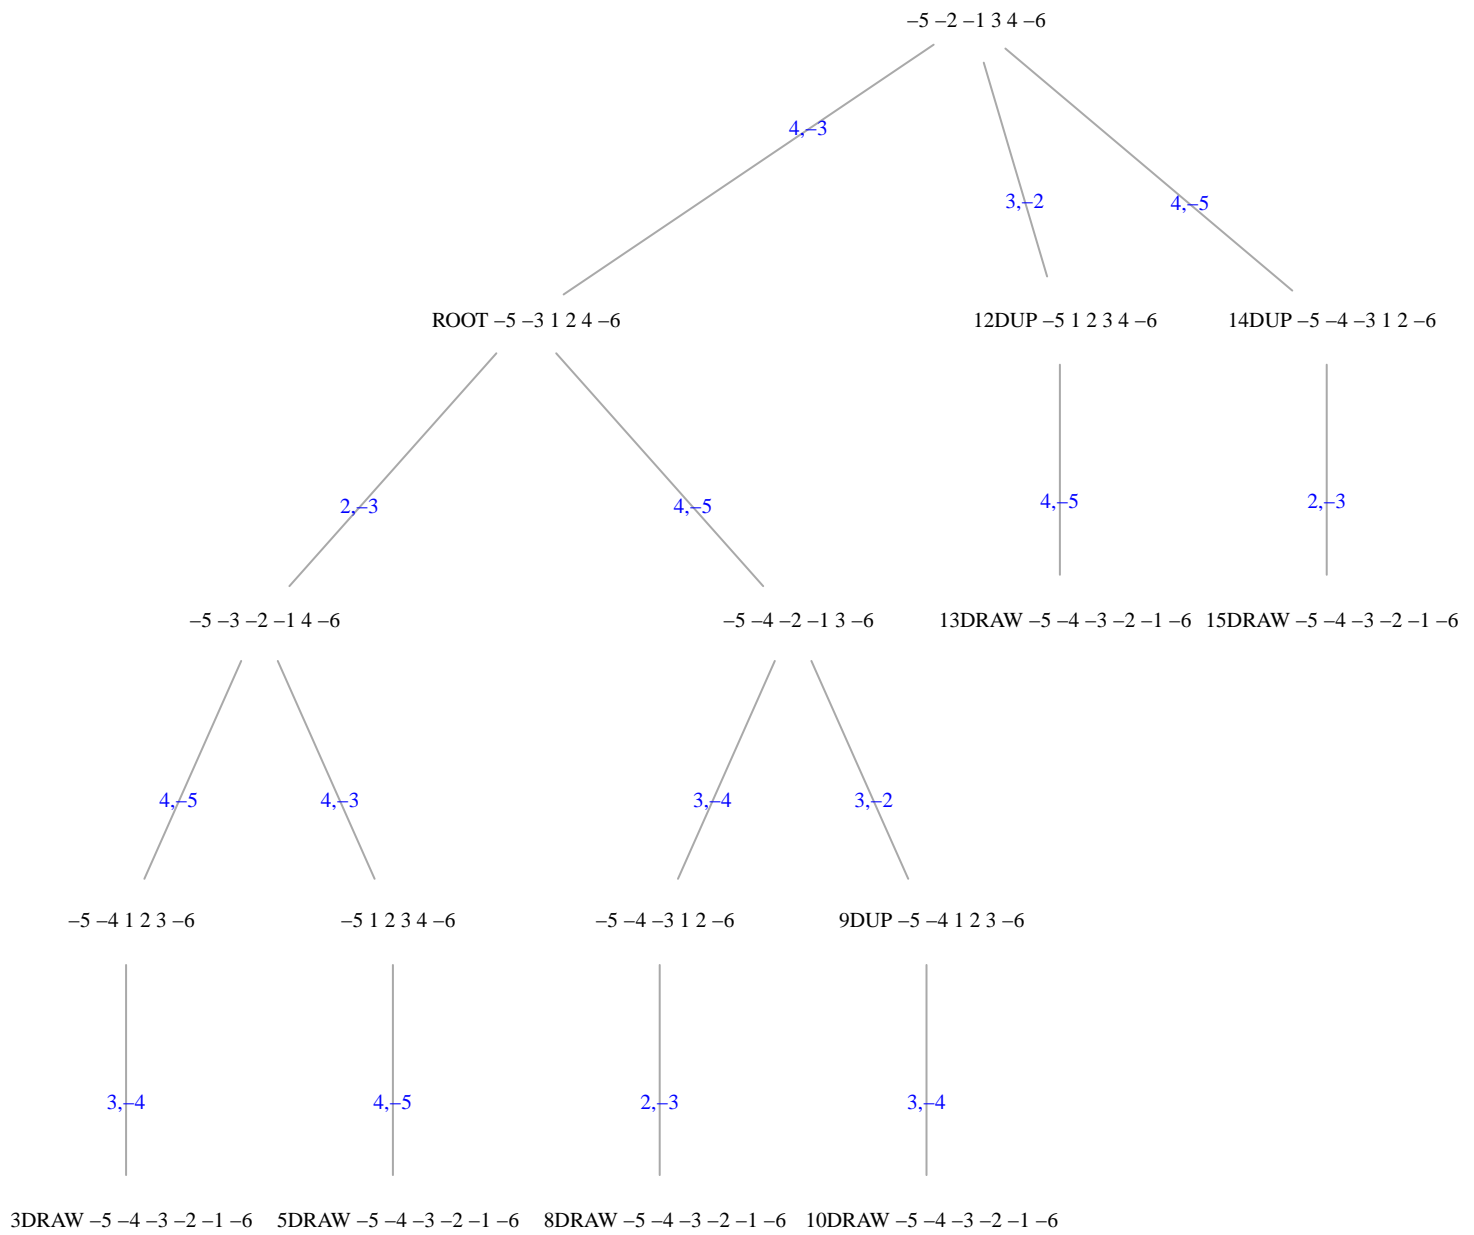 −5 −2 −1 3 4 −6
4,−3
3,−2
4,−5
ROOT −5 −3 1 2 4 −6
12DUP −5 1 2 3 4 −6
14DUP −5 −4 −3 1 2 −6
2,−3
4,−5
4,−5
2,−3
−5 −3 −2 −1 4 −6
−5 −4 −2 −1 3 −6
13DRAW −5 −4 −3 −2 −1 −6
15DRAW −5 −4 −3 −2 −1 −6
4,−5
4,−3
3,−4
3,−2
−5 −4 1 2 3 −6
−5 1 2 3 4 −6
−5 −4 −3 1 2 −6
9DUP −5 −4 1 2 3 −6
3,−4
4,−5
2,−3
3,−4
3DRAW −5 −4 −3 −2 −1 −6
5DRAW −5 −4 −3 −2 −1 −6
8DRAW −5 −4 −3 −2 −1 −6
10DRAW −5 −4 −3 −2 −1 −6